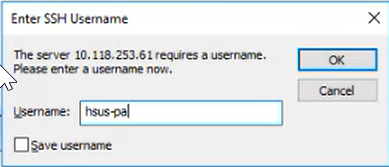 Enter SSH Username
The server 10.118.253.61 requires a username.
Please enter a username now.
OK
Cancel
Username:
hsus-pa
Save username